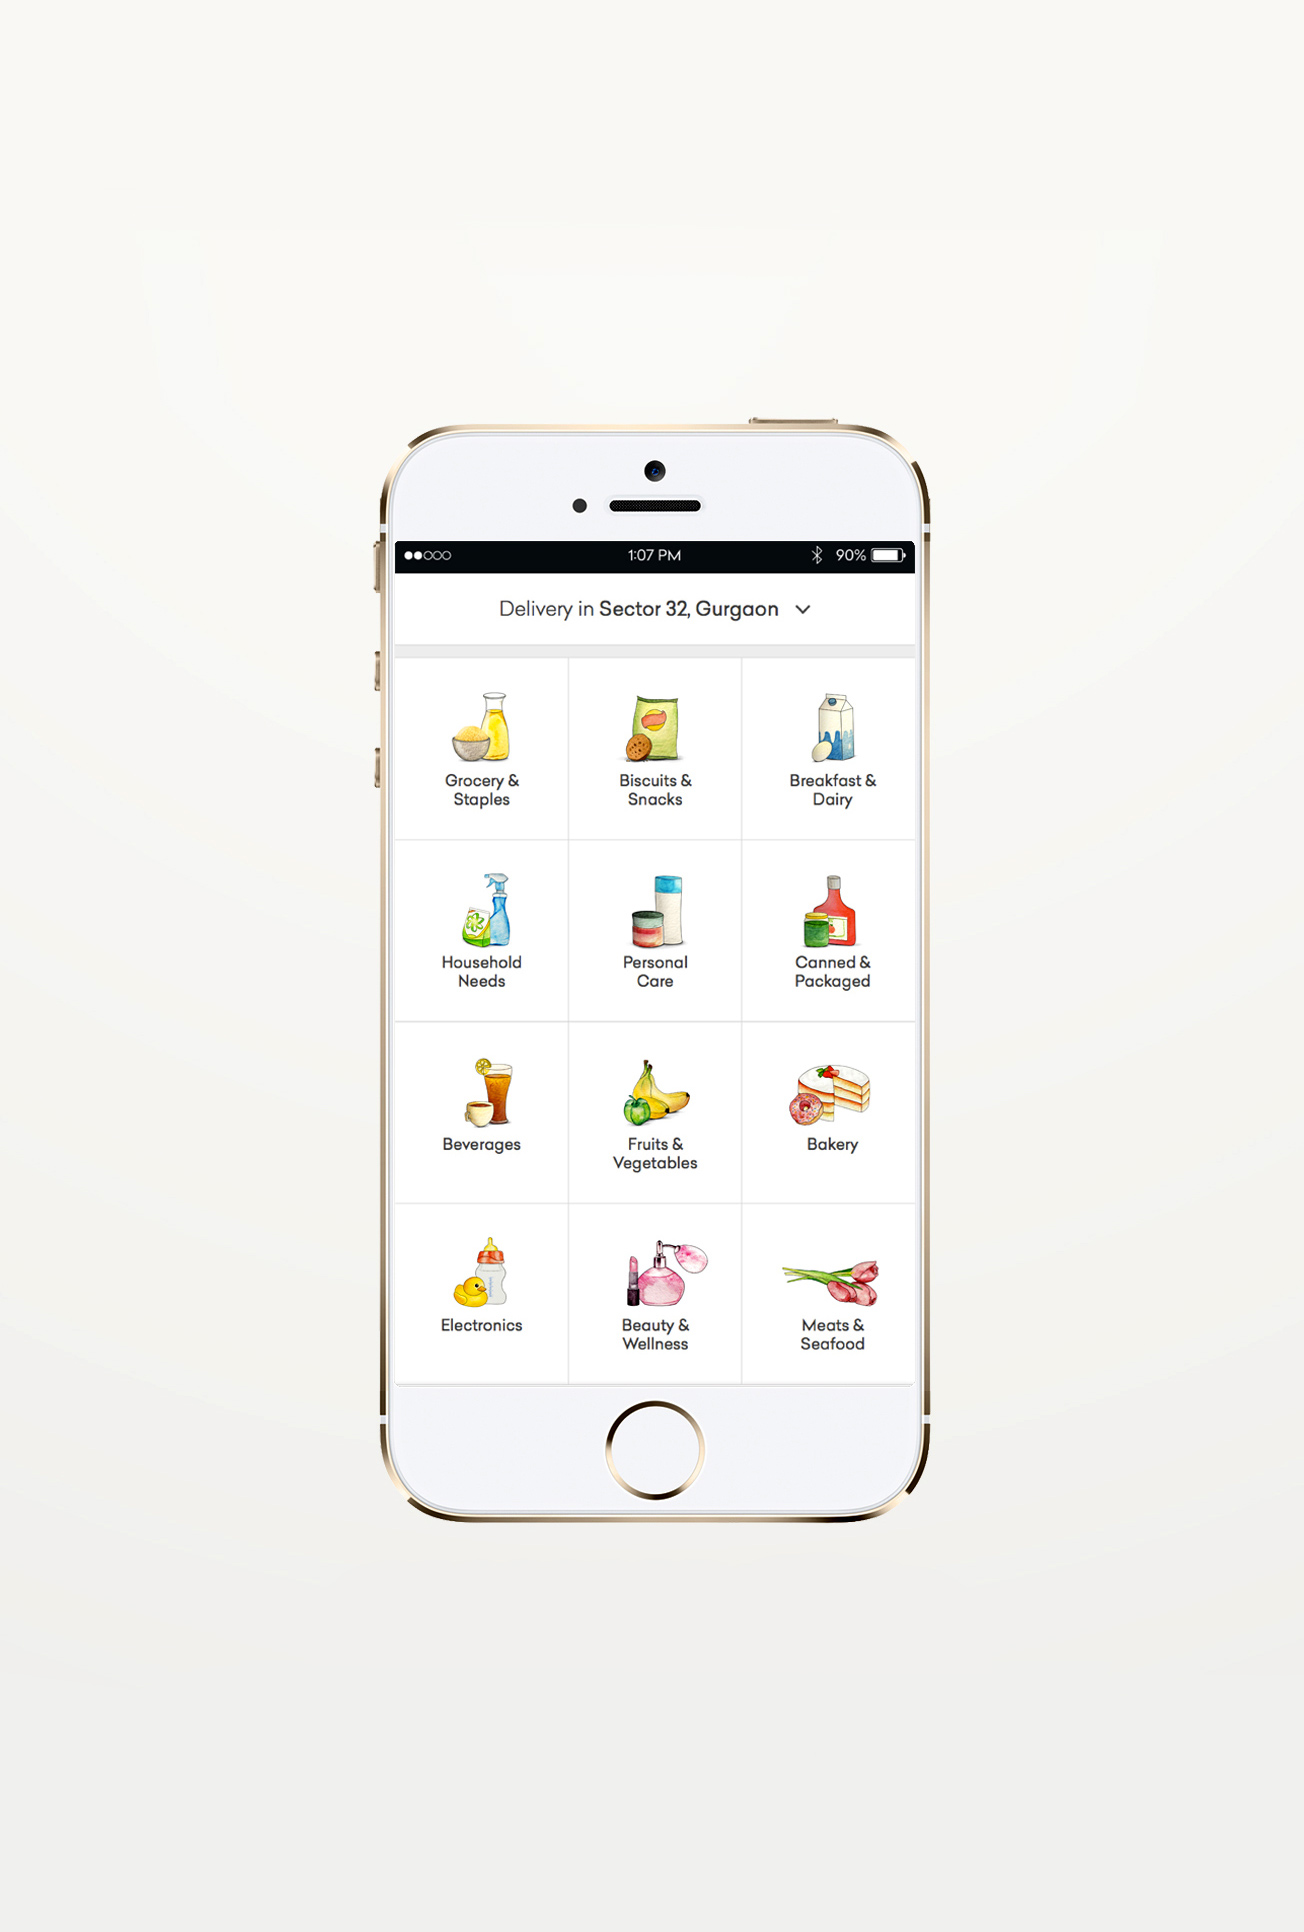 1:07 PM
90%
Delivery in Sector 32, Gurgaon
Grocery &
Staples
Biscuits &
Snacks
Breakfast &
Dairy
Household
Needs
Personal
Care
Canned &
Packaged
Beverages
Fruits &
Vegetables
Bakery
Electronics
Beauty &
Wellness
Meats &
Seafood